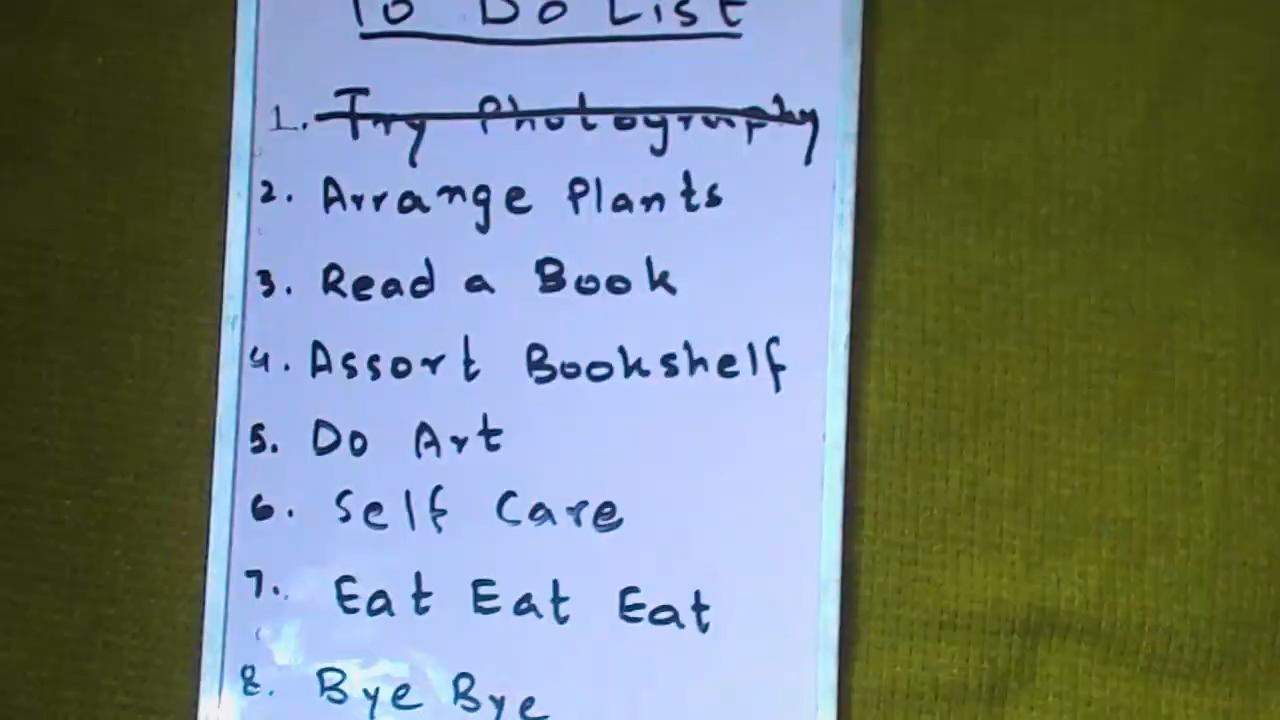 To Do List
1. Try Photography
2. Arrange Plants
3. Read a Book
4. Assort Bookshelf
5. Do Art
6. Self Care
7. Eat Eat Eat
8. Bye Bye